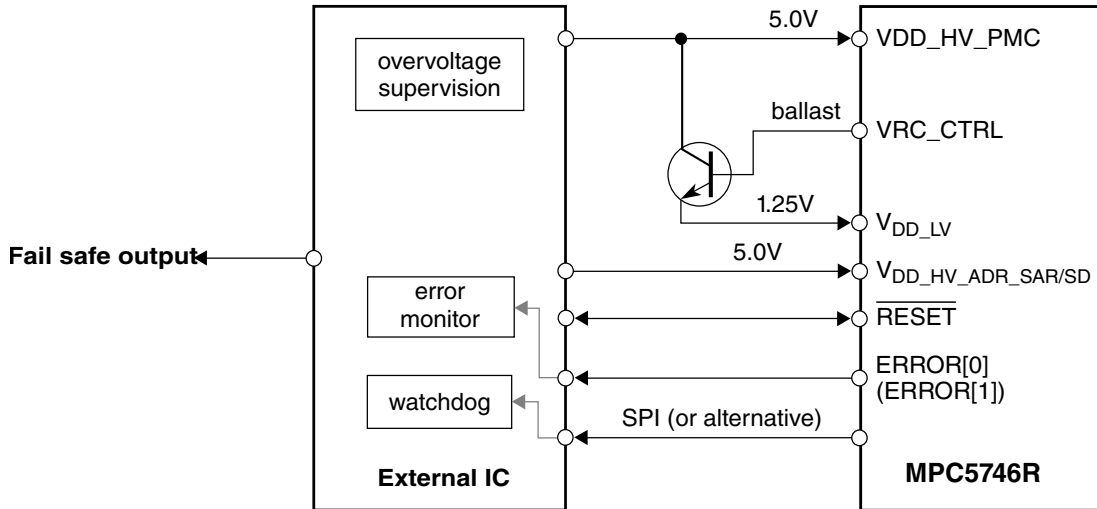 5.0V
VDD_HV_PMC
overvoltage
supervision
ballast
VRC_CTRL
1.25V
VDD_LV
Fail safe output
5.0V
VDD_HV_ADR_SAR/SD
error
monitor
RESET
ERROR[0]
(ERROR[1])
watchdog
SPI (or alternative)
External IC
MPC5746R